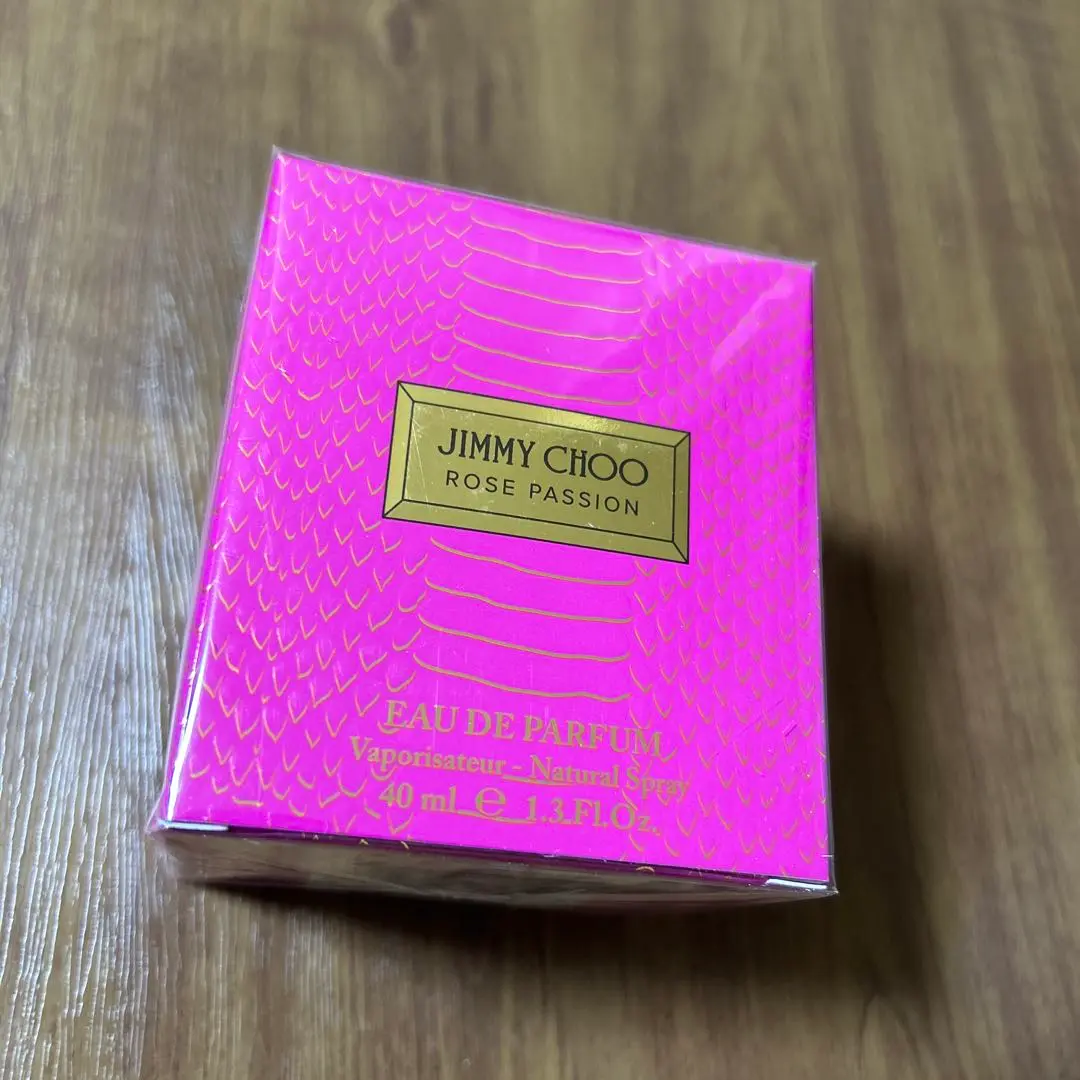 JIMMY CHOO
ROSE PASSION
EAU DE PARFUM
Vaporisateur - Natural Spray
40 ml e 1.3.Fl.Oz.